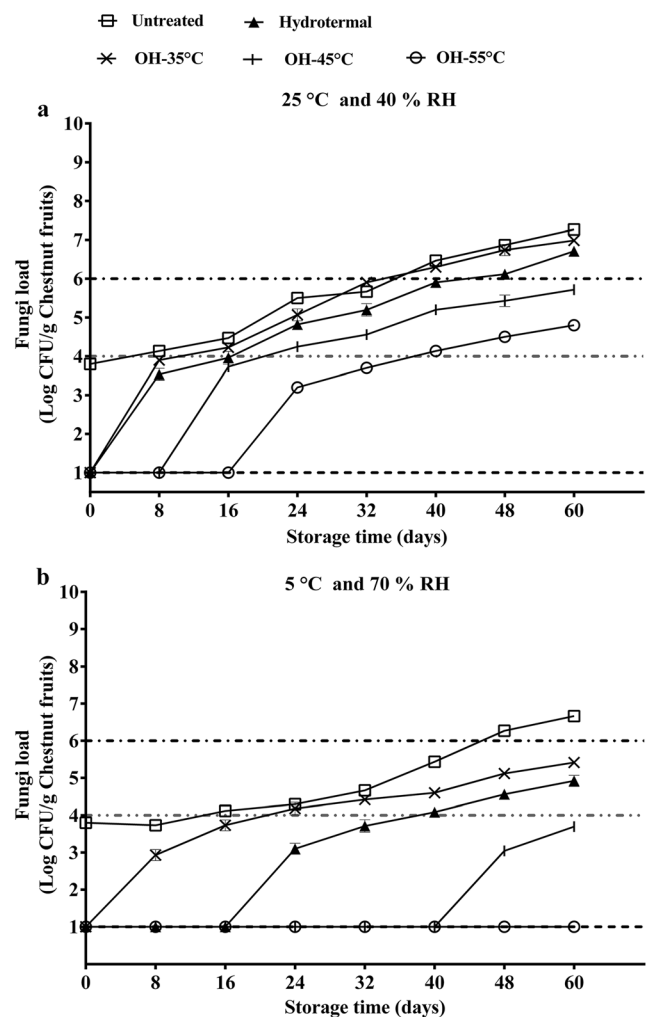 Untreated Hydrotermal
OH-35°C OH-45°C OH-55°C
a
25 °C and 40 % RH
Fungi load
(Log CFU/g Chestnut fruits)
10
9
8
7
6
5
4
3
2
1
0 8 16 24 32 40 48 60
Storage time (days)
b
5 °C and 70 % RH
Fungi load
(Log CFU/g Chestnut fruits)
10
9
8
7
6
5
4
3
2
1
0 8 16 24 32 40 48 60
Storage time (days)